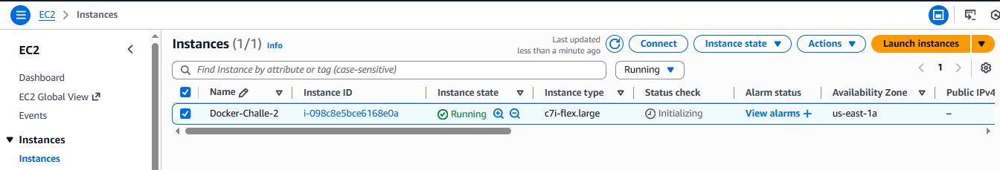 EC2 > Instances
EC2
Dashboard
EC2 Global View
Events
Instances
Instances
Instances (1/1) Info
Last updated
less than a minute ago
Connect
Instance state
Actions
Launch instances
Find Instance by attribute or tag (case-sensitive)
Running
1
Name Instance ID Instance state Instance type Status check Alarm status Availability Zone Public IPv4
Docker-Challe-2 i-098c8e5bce6168e0a Running c7i-flex.large Initializing View alarms + us-east-1a –